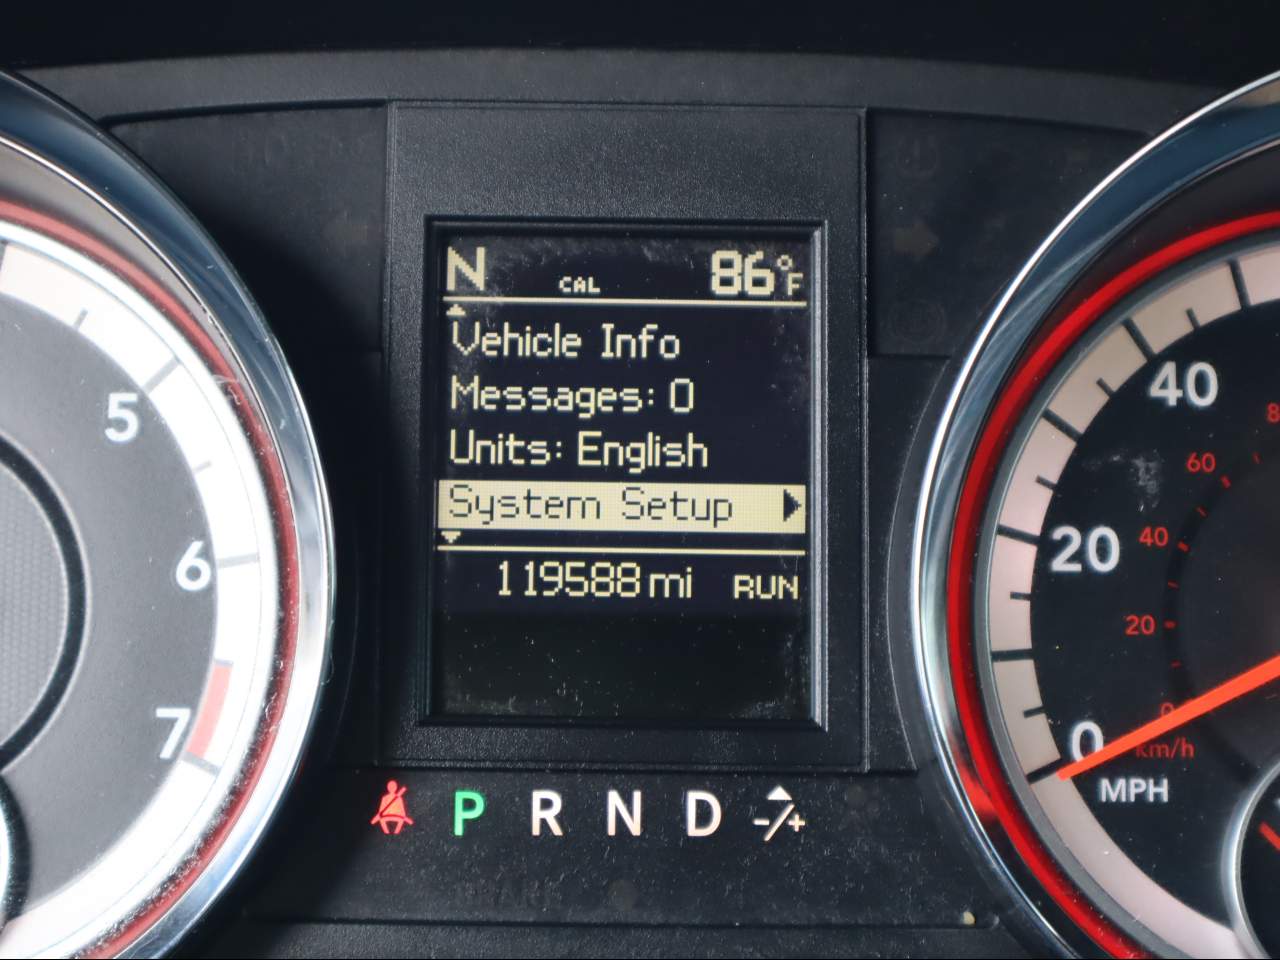 N CAL 86°F
Vehicle Info
Messages: 0
Units: English
System Setup
119588 mi RUN
P R N D -/+
5
6
7
40
20
0
MPH
60
40
20
0
km/h